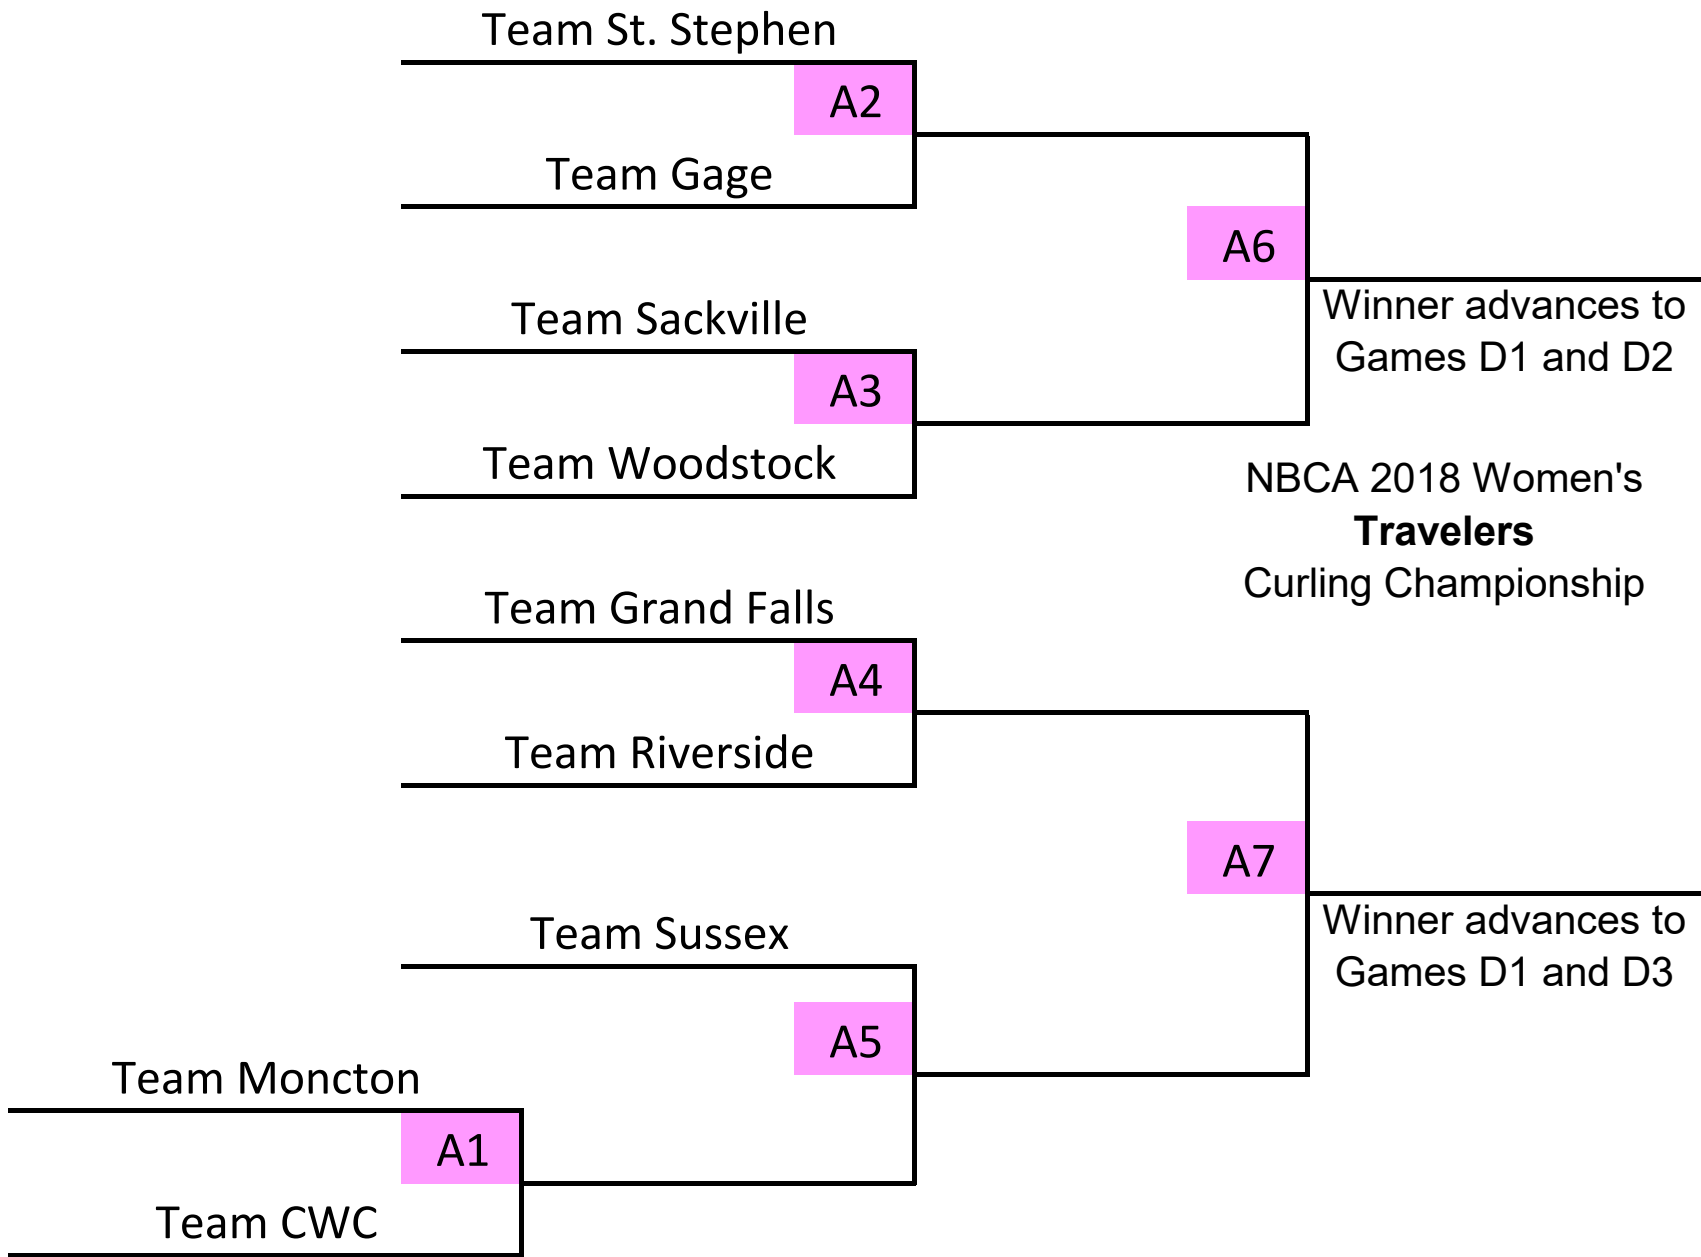 Team St. Stephen
A2
Team Gage
A6
Winner advances to
Games D1 and D2
Team Sackville
A3
Team Woodstock
NBCA 2018 Women's
Travelers
Curling Championship
Team Grand Falls
A4
Team Riverside
A7
Winner advances to
Games D1 and D3
Team Sussex
A5
Team Moncton
A1
Team CWC